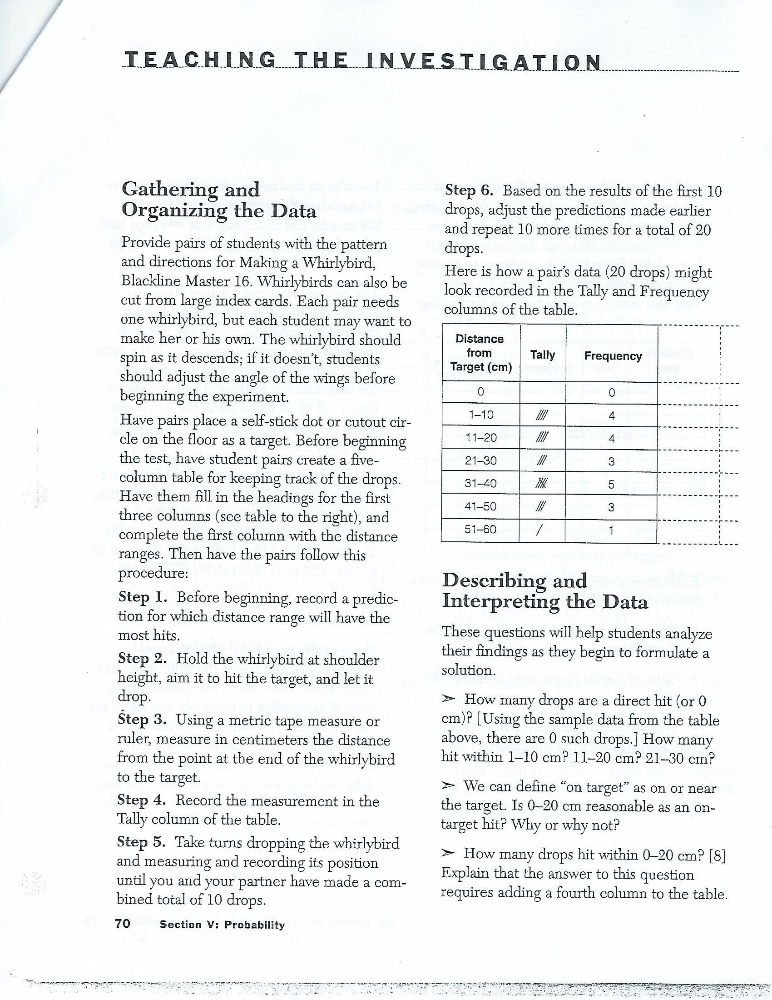 TEACHING THE INVESTIGATION
Gathering and
Organizing the Data
Provide pairs of students with the pattern
and directions for Making a Whirlybird,
Blackline Master 16. Whirlybirds can also be
cut from large index cards. Each pair needs
one whirlybird, but each student may want to
make her or his own. The whirlybird should
spin as it descends; if it doesn't, students
should adjust the angle of the wings before
beginning the experiment.
Have pairs place a self-stick dot or cutout cir-
cle on the floor as a target. Before beginning
the test, have student pairs create a five-
column table for keeping track of the drops.
Have them fill in the headings for the first
three columns (see table to the right), and
complete the first column with the distance
ranges. Then have the pairs follow this
procedure:
Step 1. Before beginning, record a predic-
tion for which distance range will have the
most hits.
Step 2. Hold the whirlybird at shoulder
height, aim it to hit the target, and let it
drop.
Step 3. Using a metric tape measure or
ruler, measure in centimeters the distance
from the point at the end of the whirlybird
to the target.
Step 4. Record the measurement in the
Tally column of the table.
Step 5. Take turns dropping the whirlybird
and measuring and recording its position
until you and your partner have made a com-
bined total of 10 drops.
Step 6. Based on the results of the first 10
drops, adjust the predictions made earlier
and repeat 10 more times for a total of 20
drops.
Here is how a pair's data (20 drops) might
look recorded in the Tally and Frequency
columns of the table.
Distance
from
Target (cm) Tally Frequency
0 0
1–10 //// 4
11–20 //// 4
21–30 /// 3
31–40 5
41–50 /// 3
51–60 / 1
Describing and
Interpreting the Data
These questions will help students analyze
their findings as they begin to formulate a
solution.
➢ How many drops are a direct hit (or 0
cm)? [Using the sample data from the table
above, there are 0 such drops.] How many
hit within 1–10 cm? 11–20 cm? 21–30 cm?
➢ We can define "on target" as on or near
the target. Is 0–20 cm reasonable as an on-
target hit? Why or why not?
➢ How many drops hit within 0–20 cm? [8]
Explain that the answer to this question
requires adding a fourth column to the table.
70 Section V: Probability